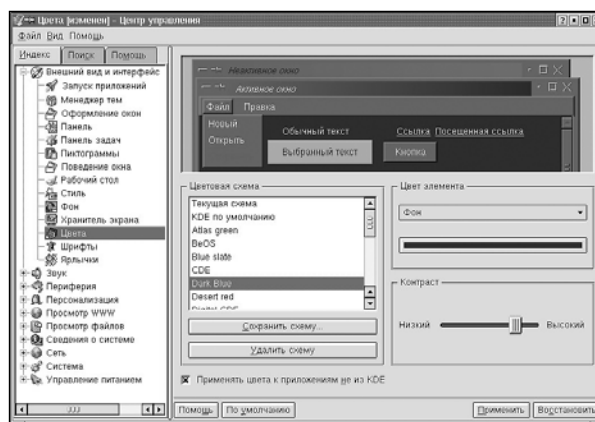 Цвета [изменен] - Центр управления
Файл Вид Помощь
Индекс Поиск Помощь
Внешний вид и интерфейс
Запуск приложений
Менеджер тем
Оформление окон
Панель
Панель задач
Пиктограммы
Поведение окна
Рабочий стол
Стиль
Фон
Хранитель экрана
Цвета
Шрифты
Ярлычки
Звук
Периферия
Персонализация
Просмотр WWW
Просмотр файлов
Сведения о системе
Сеть
Система
Управление питанием
Неактивное окно
Активное окно
Файл Правка
Новый
Открыть
Обычный текст Ссылка Посещенная ссылка
Выбранный текст Кнопка
Цветовая схема
Текущая схема
KDE по умолчанию
Atlas green
BeOS
Blue slate
CDE
Dark Blue
Desert red
Digital CDE
Сохранить схему...
Удалить схему
Цвет элемента
Фон
Контраст
Низкий Высокий
Применять цвета к приложениям не из KDE
Помощь По умолчанию Применить Восстановить